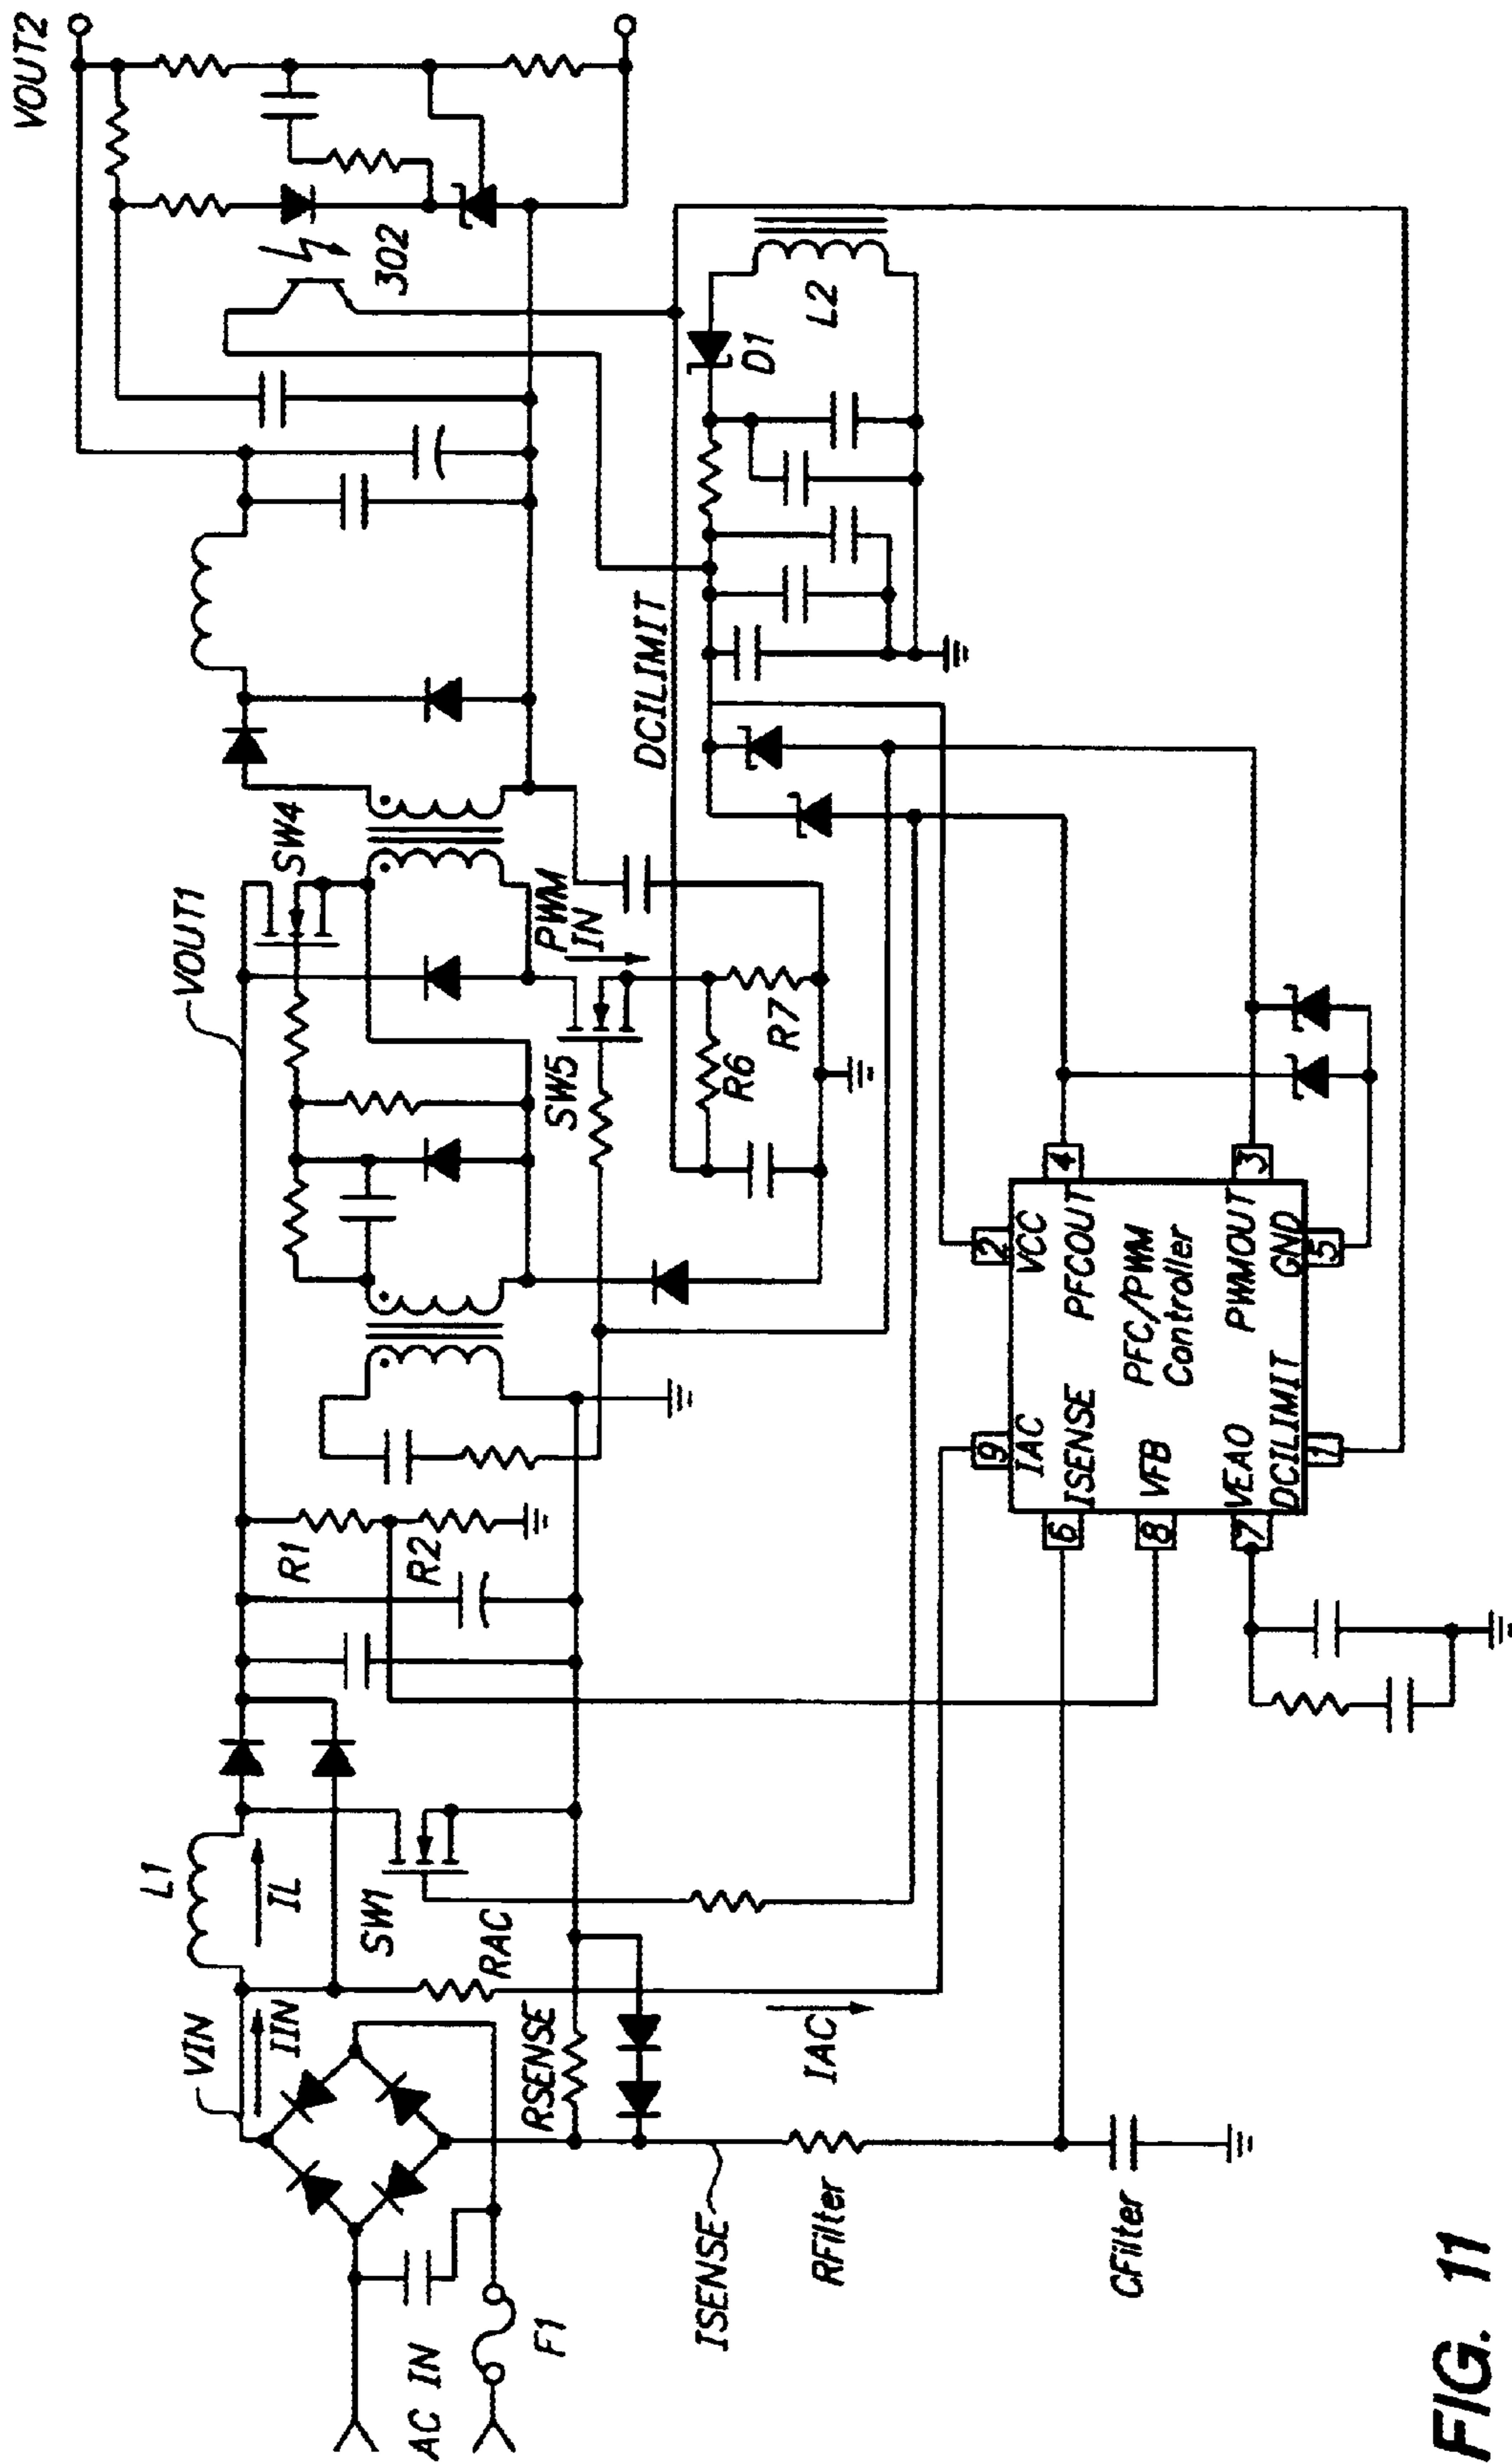 VOUT2
302
VOUT1
SW4
PWM
IN
DCILIMIT
D1
L2
SW5
R6
R7
R1
R2
L1
IL
SW1
RAC
VIN
IIN
RSENSE
IAC
ISENSE
RFilter
CFilter
AC IN
F1
9
IAC
2
VCC
6
ISENSE
PFCOUT
4
8
VFB
PFC/PWM
Controller
7
VEAO
PWMOUT
3
DCILIMIT
GND
1
5
FIG. 11